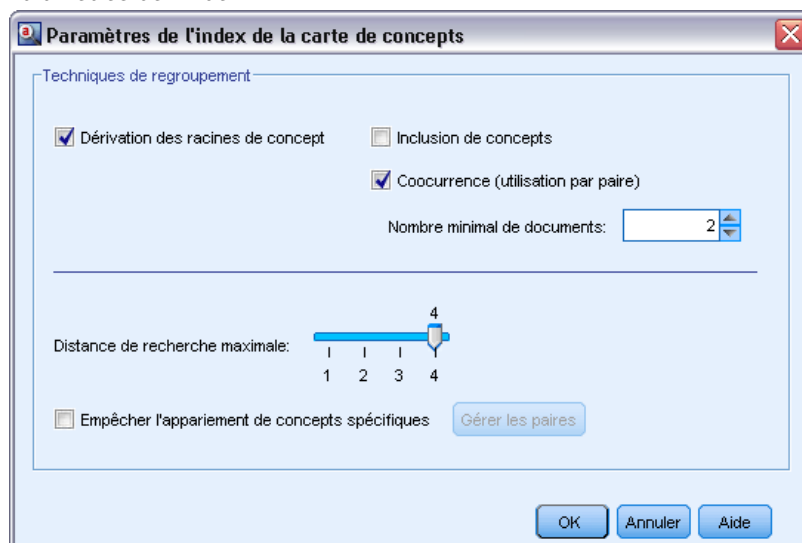 Paramètres de l'index de la carte de concepts
Techniques de regroupement
Dérivation des racines de concept
Inclusion de concepts
Coocurrence (utilisation par paire)
Nombre minimal de documents: 2
4
Distance de recherche maximale:
1 2 3 4
Empêcher l'appariement de concepts spécifiques Gérer les paires
OK Annuler Aide